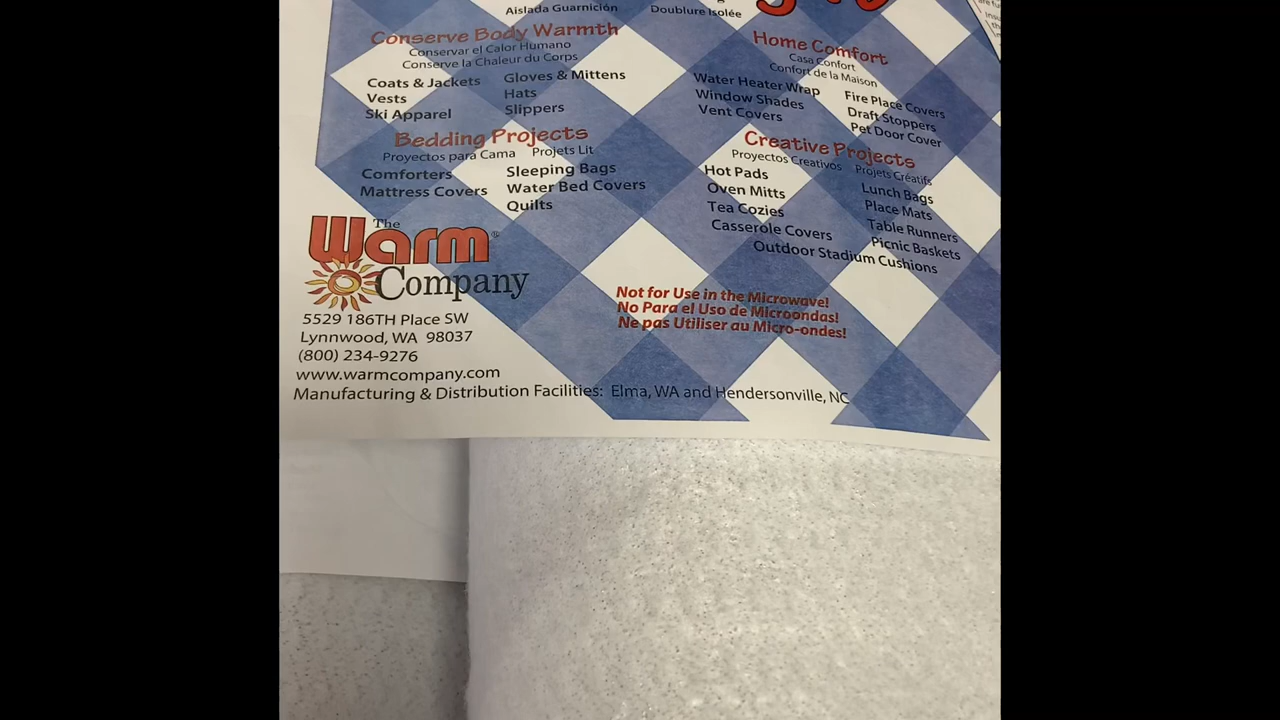 Aislada Guarnición
Doublure Isolée
Conserve Body Warmth
Conservar el Calor Humano
Conserve la Chaleur du Corps
Coats & Jackets
Vests
Ski Apparel
Gloves & Mittens
Hats
Slippers
Home Comfort
Casa Confort
Confort de la Maison
Water Heater Wrap
Window Shades
Vent Covers
Fire Place Covers
Draft Stoppers
Pet Door Cover
Bedding Projects
Proyectos para Cama Projets Lit
Comforters
Mattress Covers
Sleeping Bags
Water Bed Covers
Quilts
Creative Projects
Proyectos Creativos Projets Créatifs
Hot Pads
Oven Mitts
Tea Cozies
Casserole Covers
Lunch Bags
Place Mats
Table Runners
Picnic Baskets
Outdoor Stadium Cushions
The
Warm®
Company
5529 186TH Place SW
Lynnwood, WA 98037
(800) 234-9276
www.warmcompany.com
Manufacturing & Distribution Facilities: Elma, WA and Hendersonville, NC
Not for Use in the Microwave!
No Para el Uso de Microondas!
Ne pas Utiliser au Micro-ondes!